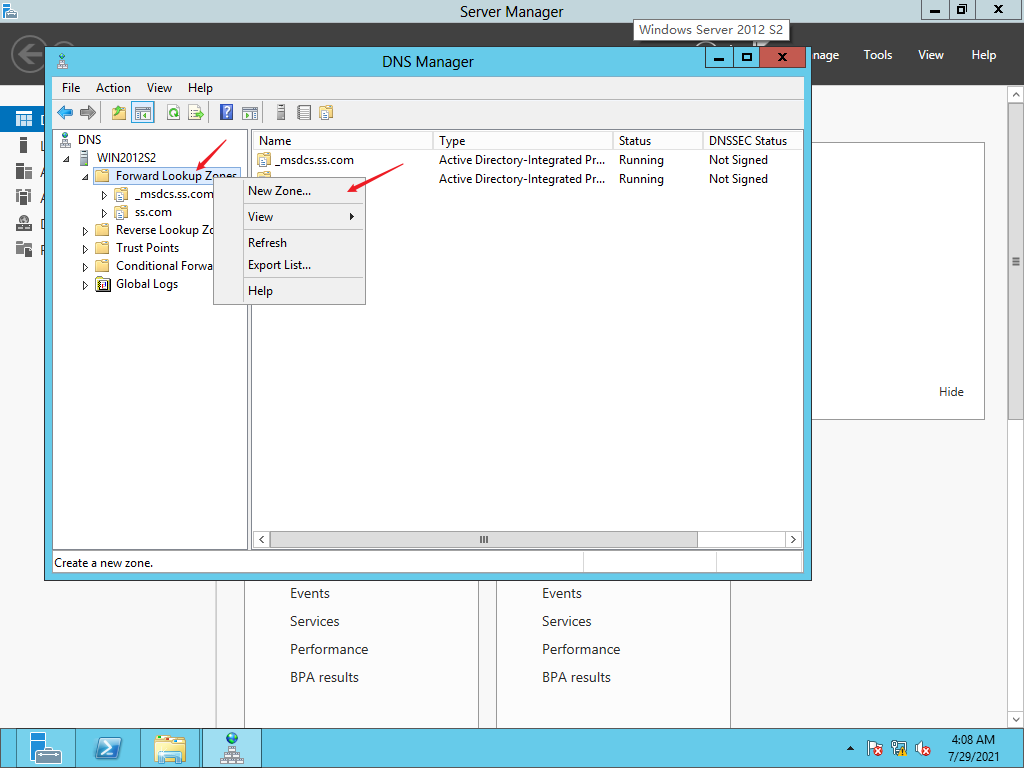 Server Manager
Windows Server 2012 S2
nage Tools View Help
DNS Manager
File Action View Help
DNS
WIN2012S2
Forward Lookup Zones
_msdcs.ss.com
ss.com
Reverse Lookup Zo
Trust Points
Conditional Forwa
Global Logs
New Zone...
View
Refresh
Export List...
Help
Name Type Status DNSSEC Status
_msdcs.ss.com Active Directory-Integrated Pr... Running Not Signed
Active Directory-Integrated Pr... Running Not Signed
Hide
Create a new zone.
Events Events
Services Services
Performance Performance
BPA results BPA results
4:08 AM
7/29/2021